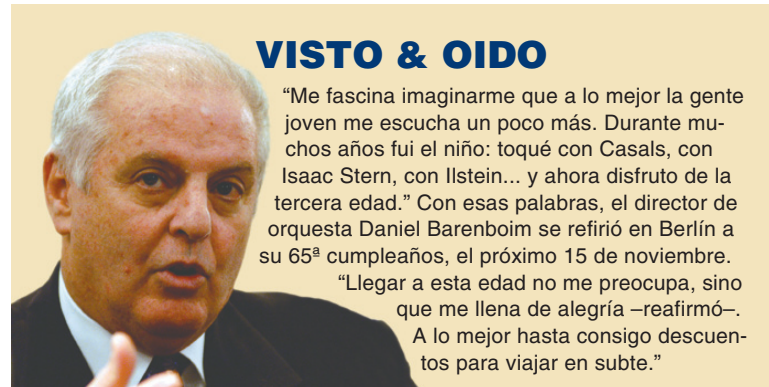 VISTO & OIDO
“Me fascina imaginarme que a lo mejor la gente
joven me escucha un poco más. Durante mu-
chos años fui el niño: toqué con Casals, con
Isaac Stern, con Ilstein... y ahora disfruto de la
tercera edad.” Con esas palabras, el director de
orquesta Daniel Barenboim se refirió en Berlín a
su 65ª cumpleaños, el próximo 15 de noviembre.
“Llegar a esta edad no me preocupa, sino
que me llena de alegría –reafirmó–.
A lo mejor hasta consigo descuen-
tos para viajar en subte.”